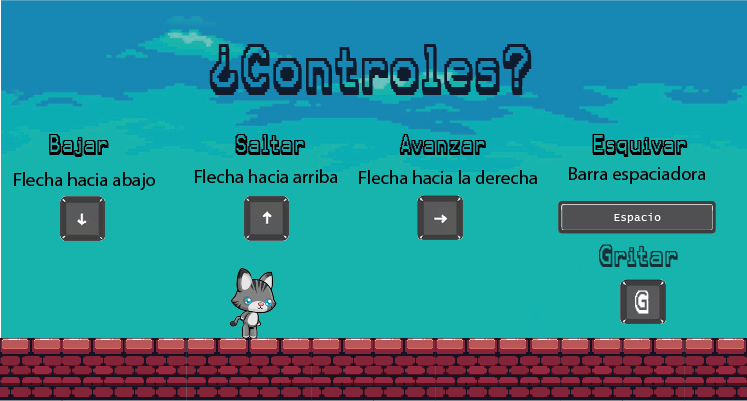 ¿Controles?
Bajar
Flecha hacia abajo
↓
Saltar
Flecha hacia arriba
↑
Avanzar
Flecha hacia la derecha
→
Esquivar
Barra espaciadora
Espacio
Gritar
G